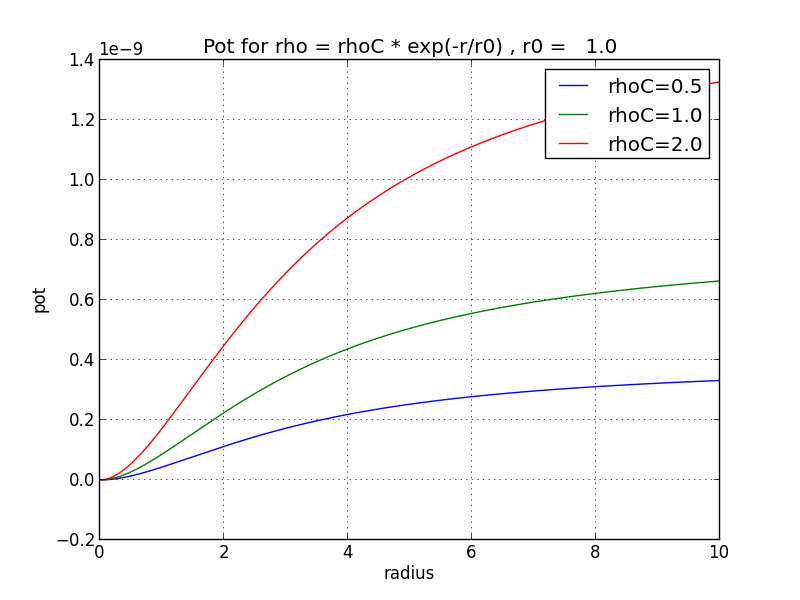 Pot for rho = rhoC * exp(-r/r0) , r0 =   1.0
1e−9
1.4
1.2
1.0
0.8
0.6
0.4
0.2
0.0
−0.2
pot
rhoC=0.5
rhoC=1.0
rhoC=2.0
0 2 4 6 8 10
radius